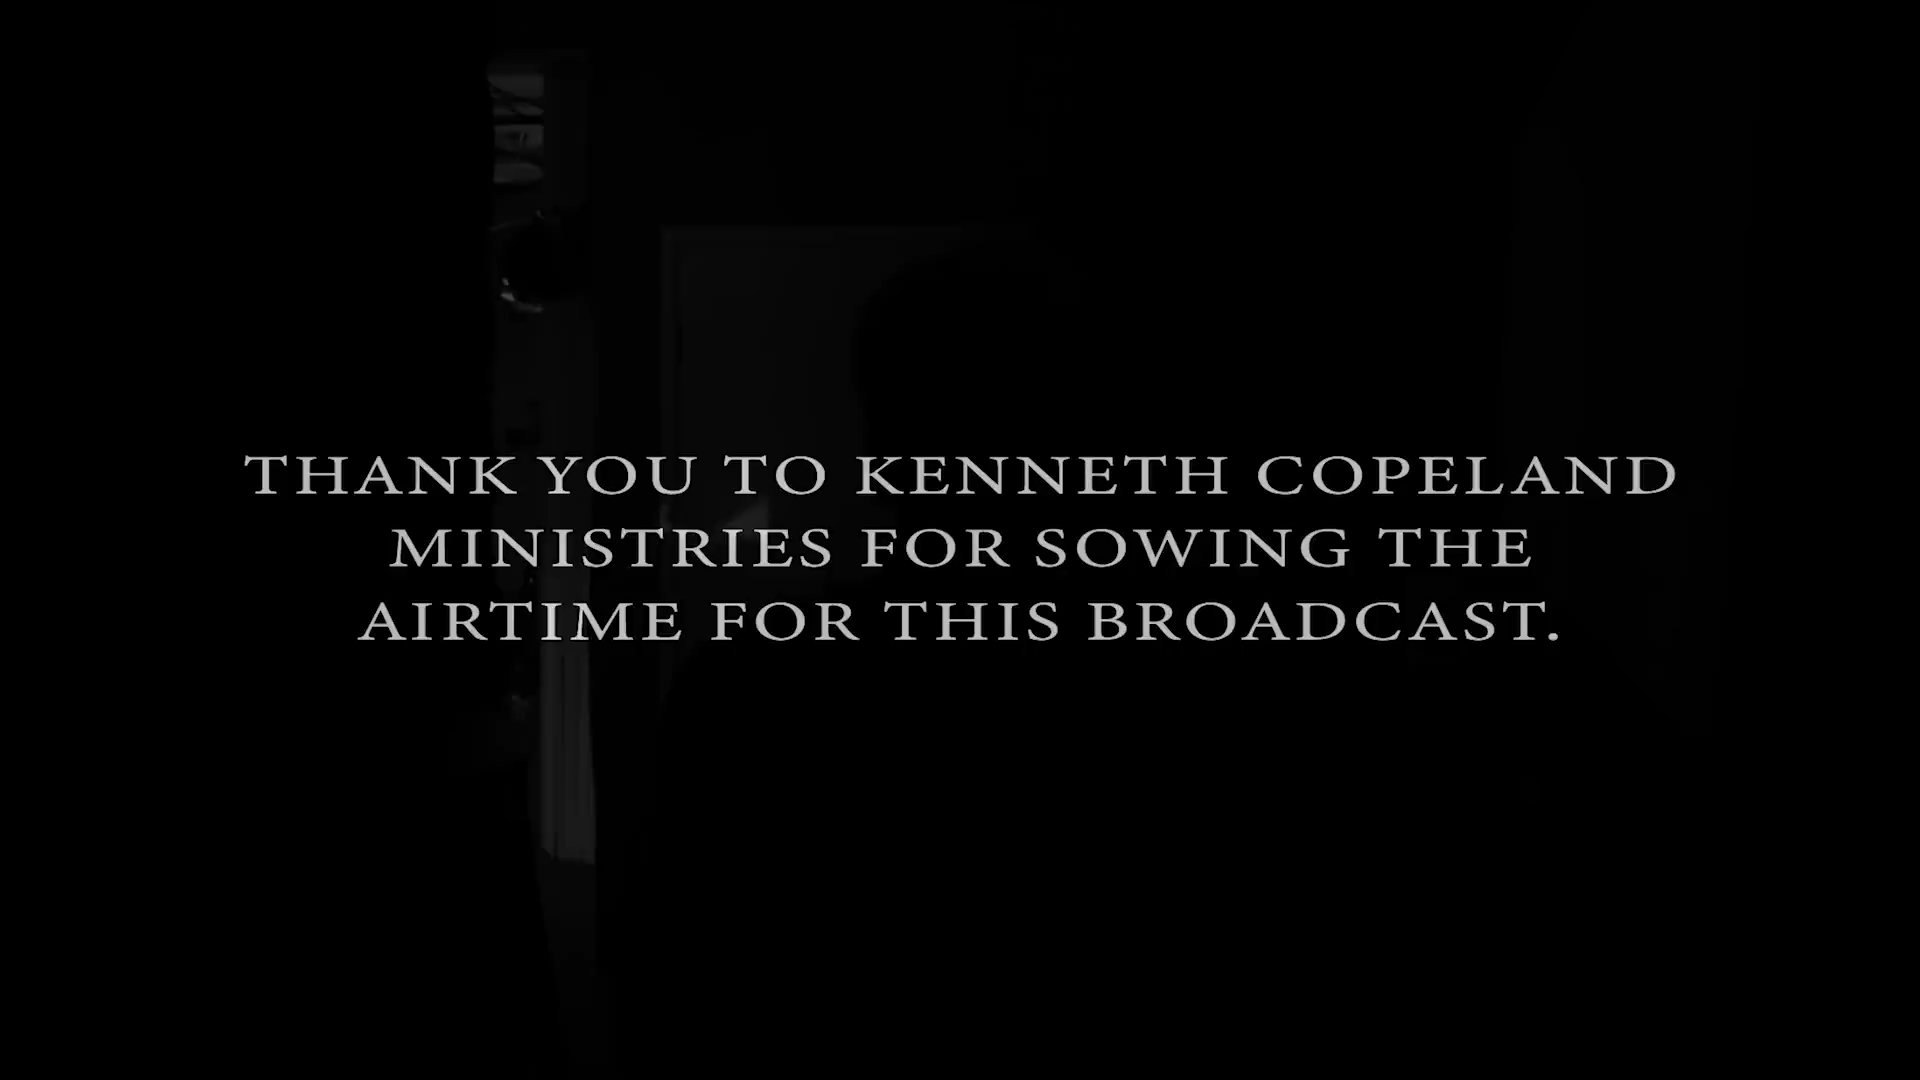 THANK YOU TO KENNETH COPELAND
MINISTRIES FOR SOWING THE
AIRTIME FOR THIS BROADCAST.